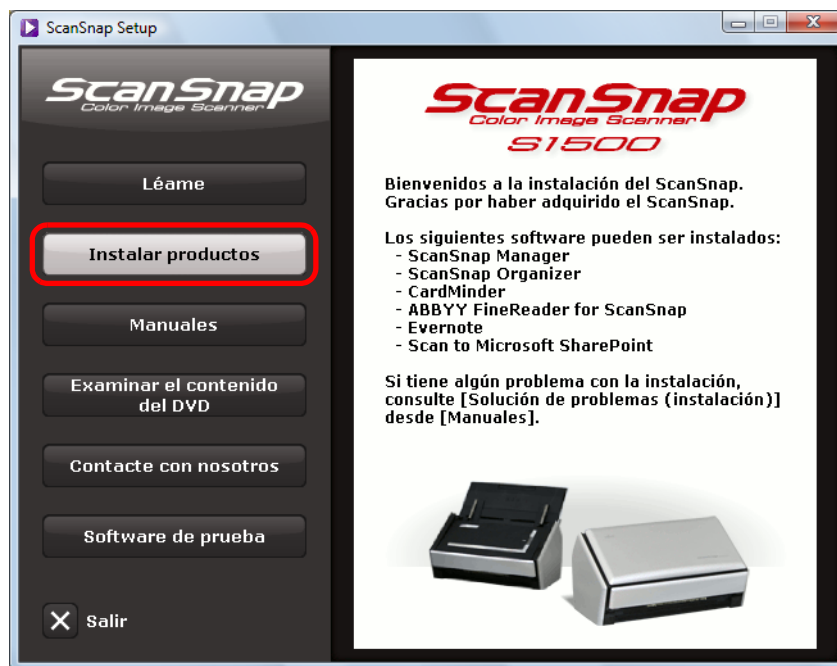 ScanSnap Setup
ScanSnap
Color Image Scanner
Léame
Instalar productos
Manuales
Examinar el contenido
del DVD
Contacte con nosotros
Software de prueba
Salir
ScanSnap
Color Image Scanner
S1500
Bienvenidos a la instalación del ScanSnap.
Gracias por haber adquirido el ScanSnap.
Los siguientes software pueden ser instalados:
- ScanSnap Manager
- ScanSnap Organizer
- CardMinder
- ABBYY FineReader for ScanSnap
- Evernote
- Scan to Microsoft SharePoint
Si tiene algún problema con la instalación,
consulte [Solución de problemas (instalación)]
desde [Manuales].